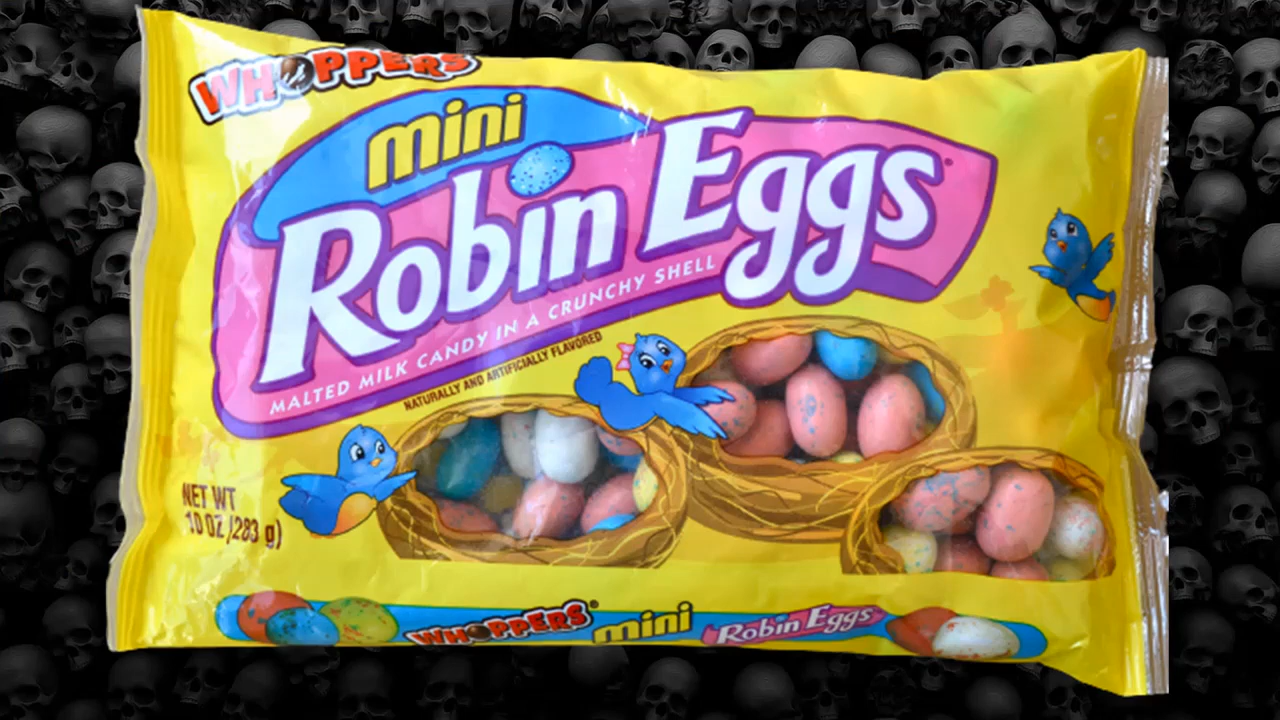 WHOPPERS
mini
Robin Eggs
MALTED MILK CANDY IN A CRUNCHY SHELL
NATURALLY AND ARTIFICIALLY FLAVORED
NET WT
10 OZ (283 g)
WHOPPERS® mini Robin Eggs